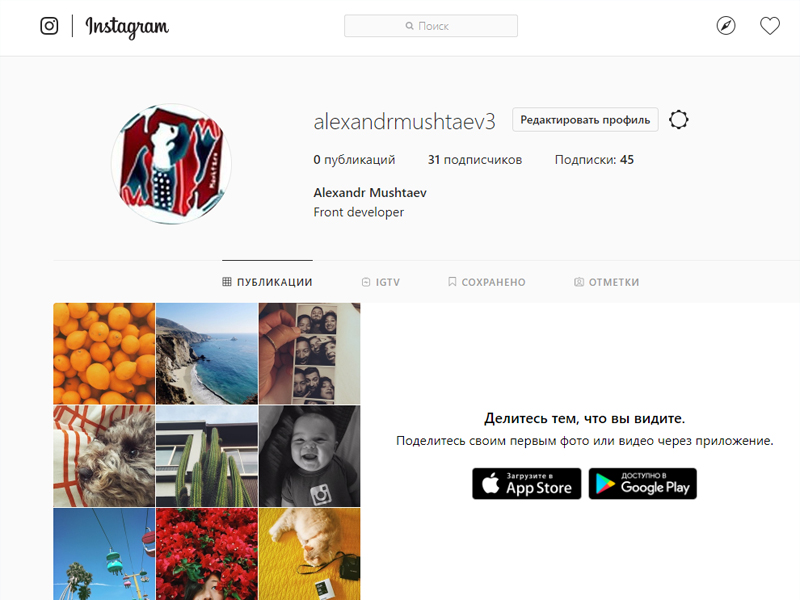 Instagram
Поиск
alexandrmushtaev3 Редактировать профиль
0 публикаций 31 подписчиков Подписки: 45
Alexandr Mushtaev
Front developer
ПУБЛИКАЦИИ IGTV СОХРАНЕНО ОТМЕТКИ
Делитесь тем, что вы видите.
Поделитесь своим первым фото или видео через приложение.
Загрузите в
App Store
ДОСТУПНО В
Google Play